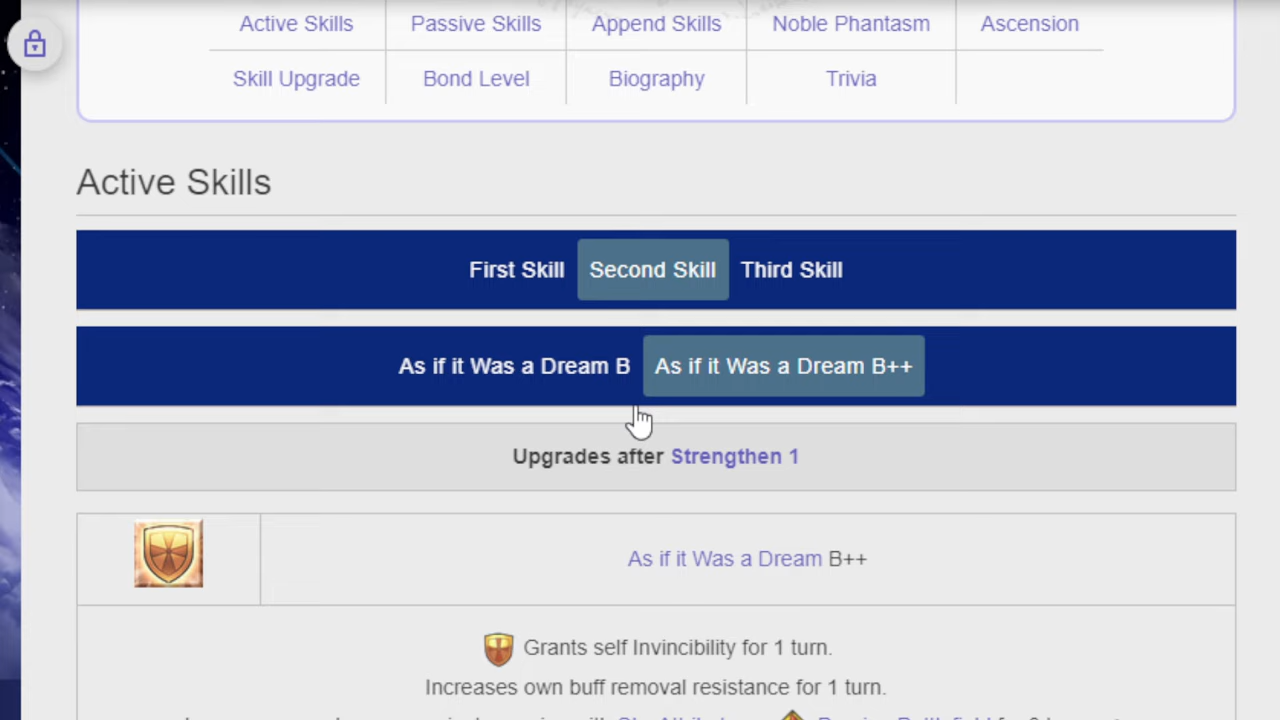 Active Skills Passive Skills Append Skills Noble Phantasm Ascension
Skill Upgrade Bond Level Biography Trivia
Active Skills
First Skill Second Skill Third Skill
As if it Was a Dream B As if it Was a Dream B++
Upgrades after Strengthen 1
As if it Was a Dream B++
Grants self Invincibility for 1 turn.
Increases own buff removal resistance for 1 turn.